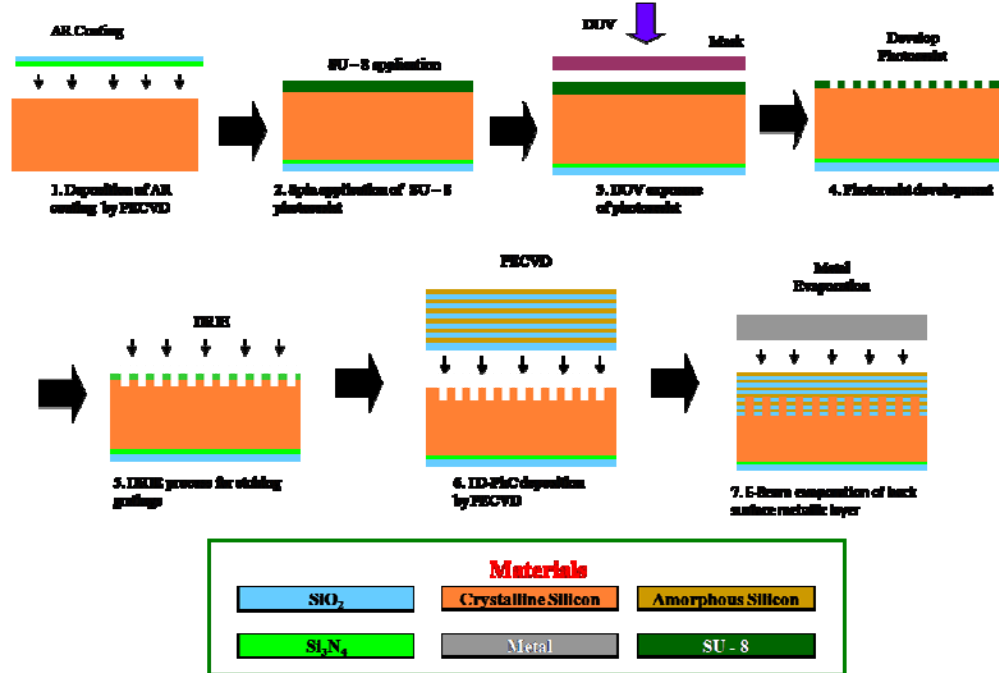 AR Coating
1. Deposition of AR
coating by PECVD
SU – 8 application
2. Spin application of SU – 8
photoresist
DUV
Mask
3. DUV exposure
of photoresist
Develop
Photoresist
4. Photoresist development
DRIE
5. DRIE process for etching
gratings
PECVD
6. 1D-PhC deposition
by PECVD
Metal
Evaporation
7. E-Beam evaporation of back
surface metallic layer
Materials
SiO2
Crystalline Silicon
Amorphous Silicon
Si3N4
Metal
SU - 8